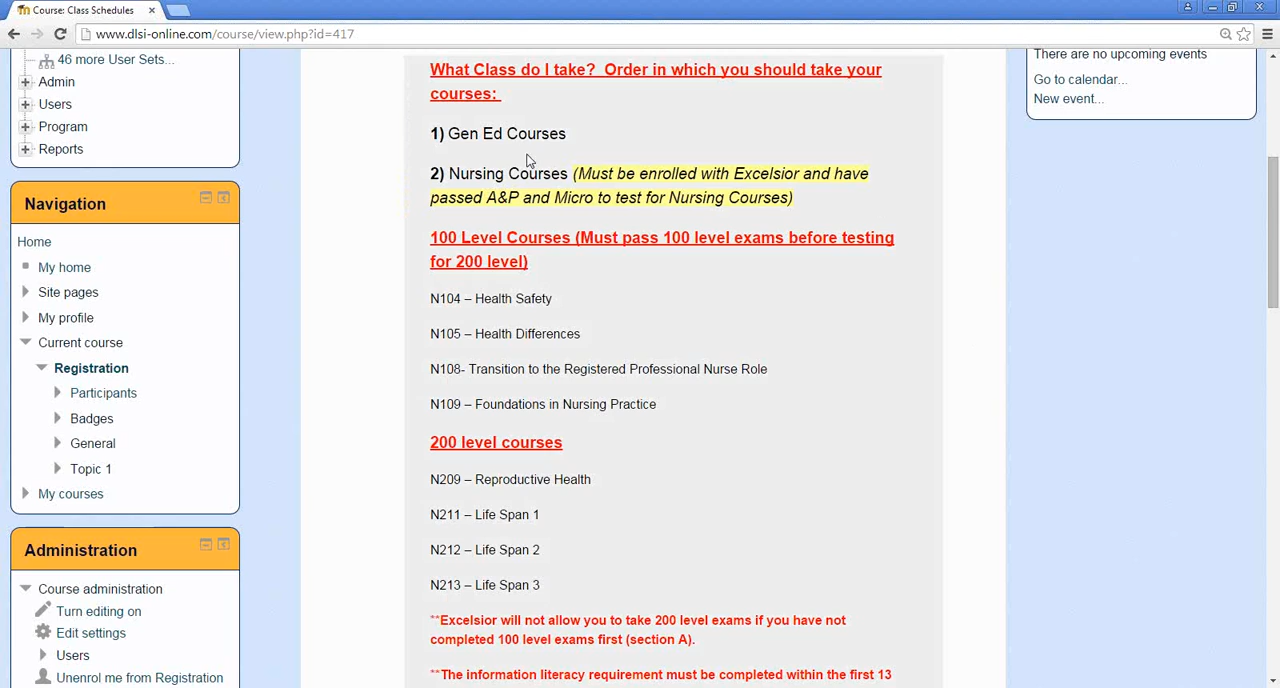 Course: Class Schedules
www.dlsi-online.com/course/view.php?id=417
46 more User Sets...
Admin
Users
Program
Reports
Navigation
Home
My home
Site pages
My profile
Current course
Registration
Participants
Badges
General
Topic 1
My courses
Administration
Course administration
Turn editing on
Edit settings
Users
Unenrol me from Registration
What Class do I take? Order in which you should take your
courses:
1) Gen Ed Courses
2) Nursing Courses (Must be enrolled with Excelsior and have
passed A&P and Micro to test for Nursing Courses)
100 Level Courses (Must pass 100 level exams before testing
for 200 level)
N104 – Health Safety
N105 – Health Differences
N108- Transition to the Registered Professional Nurse Role
N109 – Foundations in Nursing Practice
200 level courses
N209 – Reproductive Health
N211 – Life Span 1
N212 – Life Span 2
N213 – Life Span 3
**Excelsior will not allow you to take 200 level exams if you have not
completed 100 level exams first (section A).
**The information literacy requirement must be completed within the first 13
There are no upcoming events
Go to calendar...
New event...